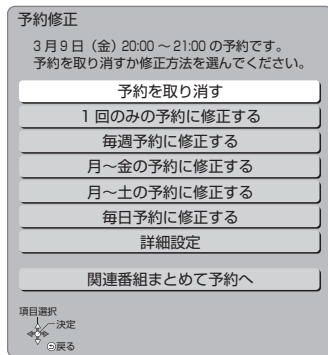 予約修正
3月9日（金）20:00～21:00の予約です。
予約を取り消すか修正方法を選んでください。
予約を取り消す
1回のみの予約に修正する
毎週予約に修正する
月～金の予約に修正する
月～土の予約に修正する
毎日予約に修正する
詳細設定
関連番組まとめて予約へ
項目選択
決定
戻る